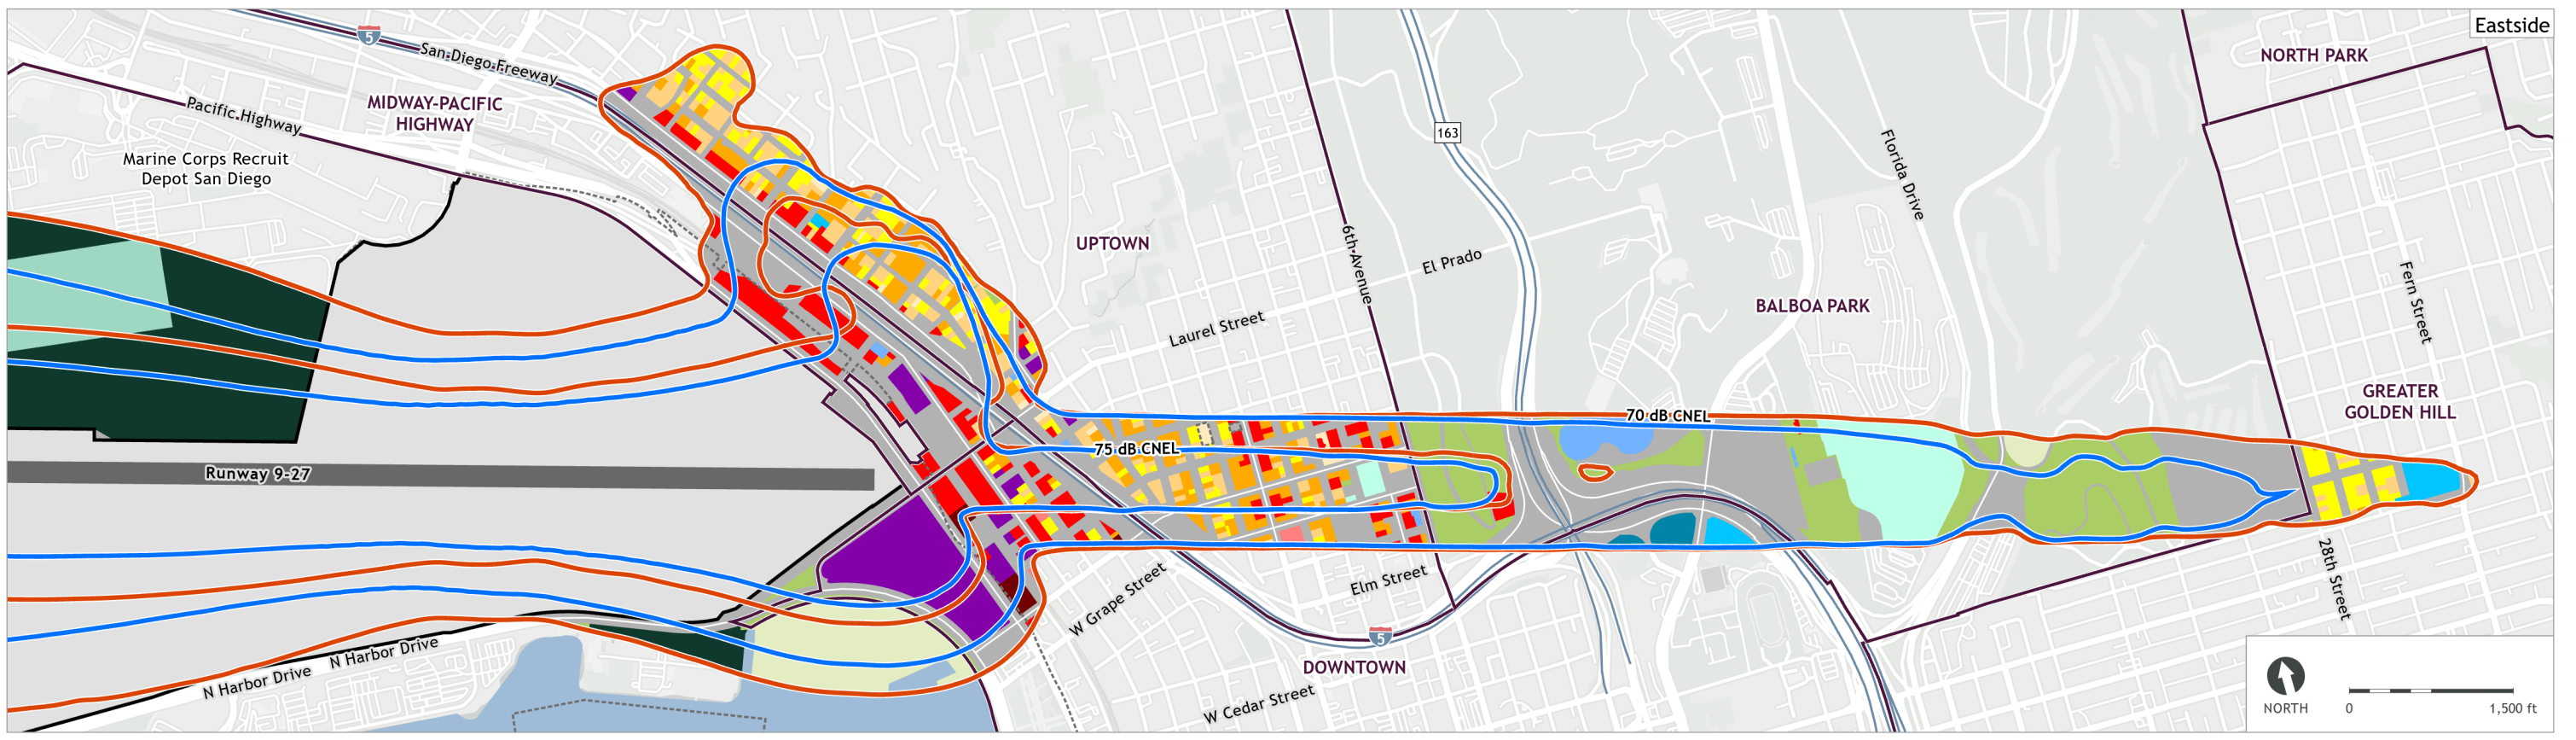 Eastside
5
San Diego Freeway
NORTH PARK
MIDWAY-PACIFIC
HIGHWAY
Pacific Highway
163
Florida Drive
Marine Corps Recruit
Depot San Diego
UPTOWN
6th Avenue
El Prado
BALBOA PARK
Fern Street
Laurel Street
GREATER
GOLDEN HILL
70 dB CNEL
75 dB CNEL
Runway 9-27
28th Street
Elm Street
W Grape Street
5
N Harbor Drive
N Harbor Drive
DOWNTOWN
W Cedar Street
NORTH
0
1,500 ft